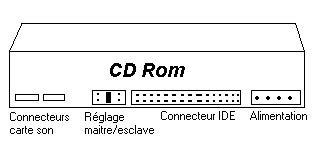 CD Rom
Connecteurs
carte son
Réglage
maitre/esclave
Connecteur IDE
Alimentation